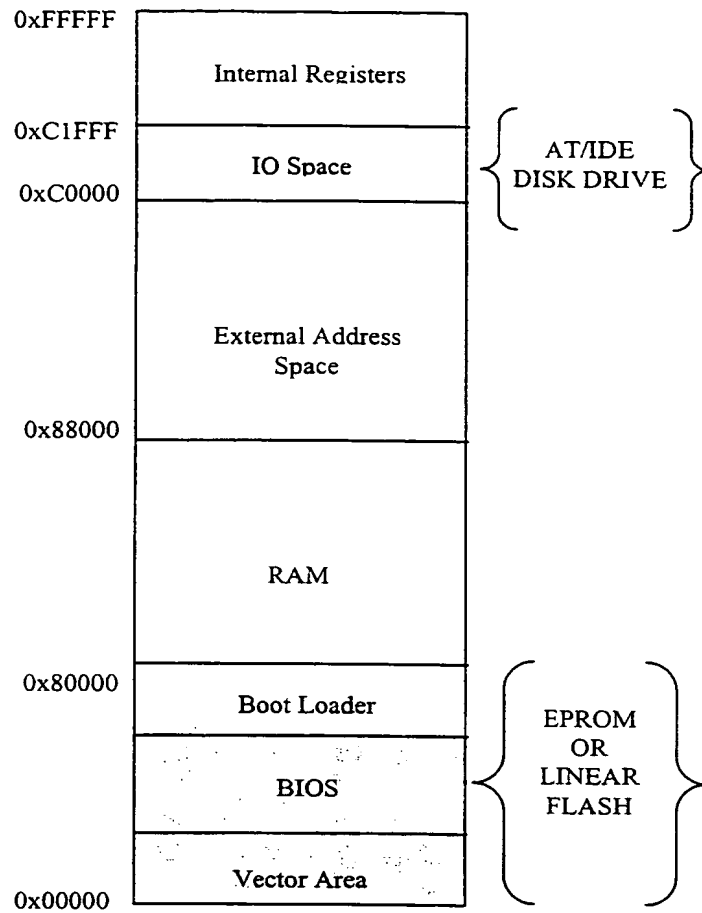 0xFFFFF
Internal Registers
0xC1FFF
IO Space
AT/IDE
DISK DRIVE
0xC0000
External Address
Space
0x88000
RAM
0x80000
Boot Loader
EPROM
OR
LINEAR
FLASH
BIOS
Vector Area
0x00000